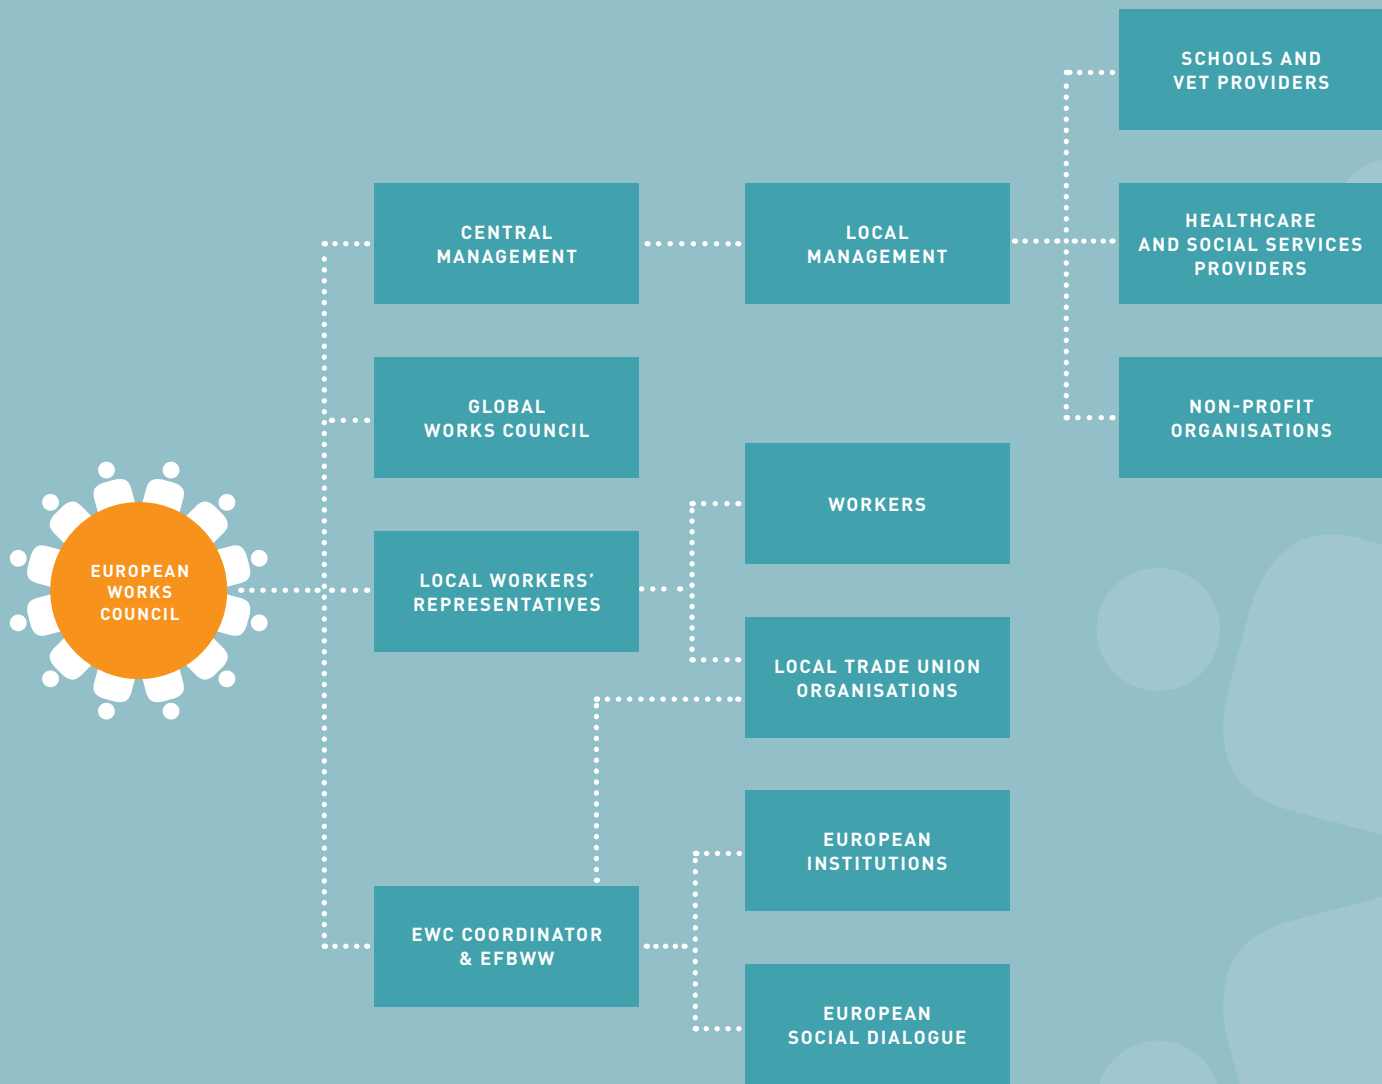 SCHOOLS AND
VET PROVIDERS
CENTRAL
MANAGEMENT
LOCAL
MANAGEMENT
HEALTHCARE
AND SOCIAL SERVICES
PROVIDERS
GLOBAL
WORKS COUNCIL
NON-PROFIT
ORGANISATIONS
WORKERS
EUROPEAN
WORKS
COUNCIL
LOCAL WORKERS’
REPRESENTATIVES
LOCAL TRADE UNION
ORGANISATIONS
EUROPEAN
INSTITUTIONS
EWC COORDINATOR
& EFBWW
EUROPEAN
SOCIAL DIALOGUE